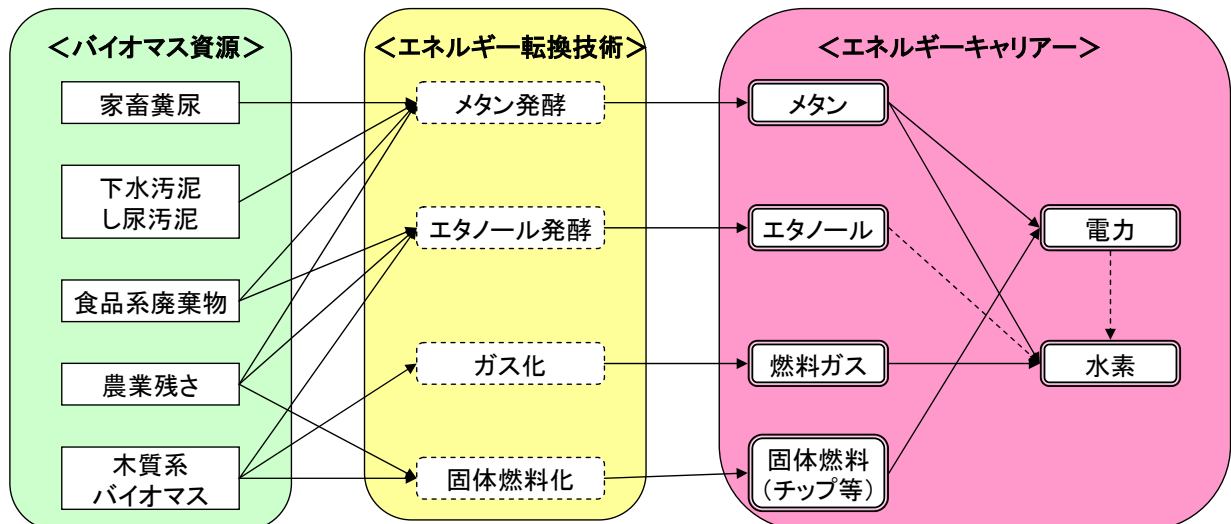 <バイオマス資源>
家畜糞尿
下水汚泥
し尿汚泥
食品系廃棄物
農業残さ
木質系
バイオマス
<エネルギー転換技術>
メタン発酵
エタノール発酵
ガス化
固体燃料化
<エネルギーキャリアー>
メタン
エタノール
燃料ガス
固体燃料
(チップ等)
電力
水素